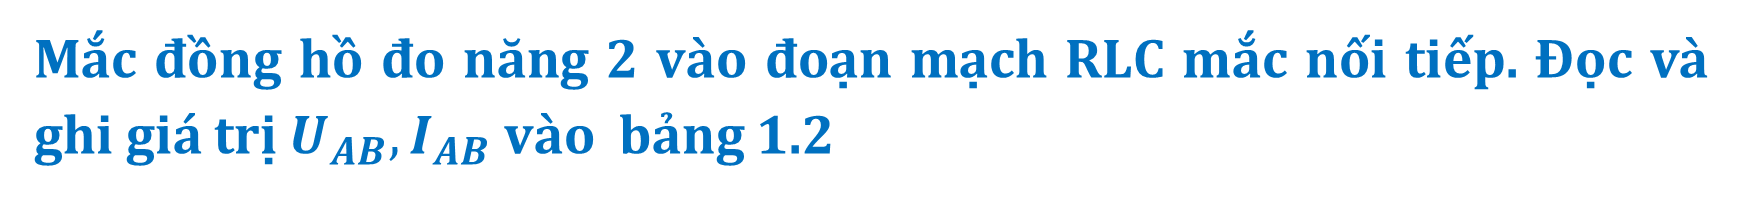 Mắc đồng hồ đo năng 2 vào đoạn mạch RLC mắc nối tiếp. Đọc và
ghi giá trị U_AB, I_AB vào bảng 1.2